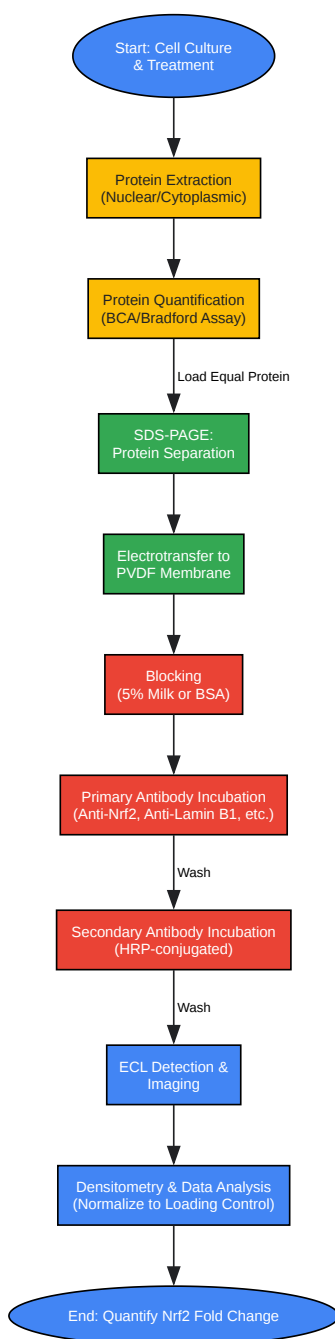 Start: Cell Culture
& Treatment
Protein Extraction
(Nuclear/Cytoplasmic)
Protein Quantification
(BCA/Bradford Assay)
Load Equal Protein
SDS-PAGE:
Protein Separation
Electrotransfer to
PVDF Membrane
Blocking
(5% Milk or BSA)
Primary Antibody Incubation
(Anti-Nrf2, Anti-Lamin B1, etc.)
Wash
Secondary Antibody Incubation
(HRP-conjugated)
Wash
ECL Detection &
Imaging
Densitometry & Data Analysis
(Normalize to Loading Control)
End: Quantify Nrf2 Fold Change